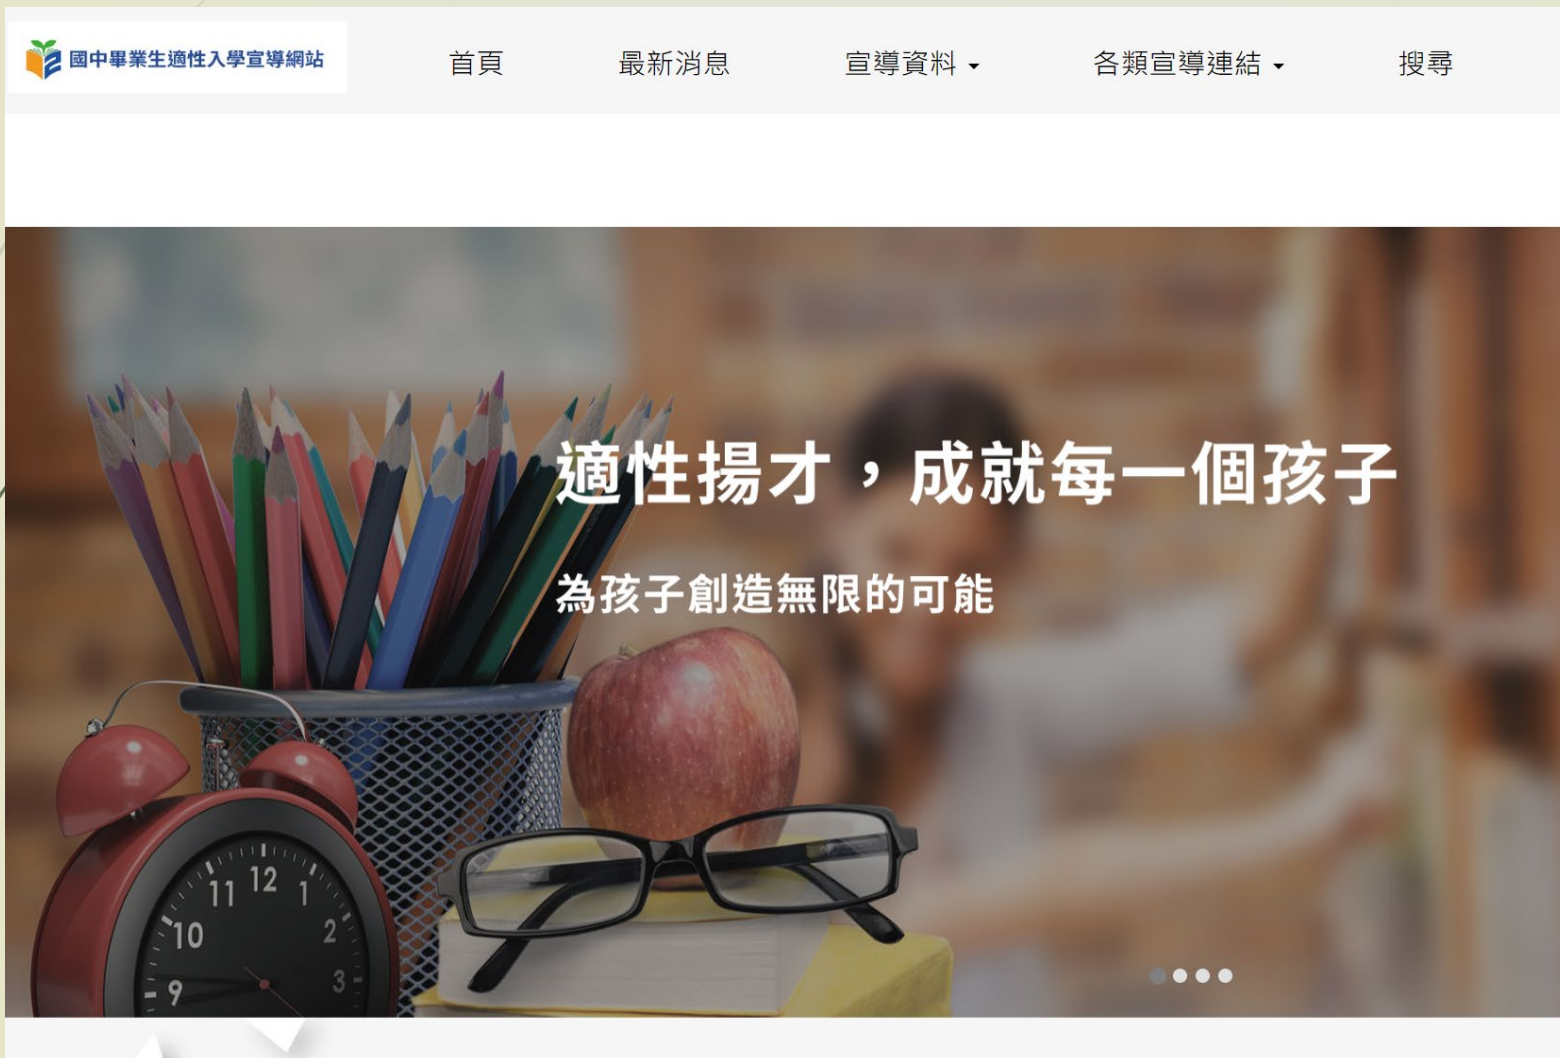 國中畢業生適性入學宣導網站
首頁 最新消息 宣導資料 各類宣導連結 搜尋
適性揚才，成就每一個孩子
為孩子創造無限的可能
11 12 1
10 2
9 3